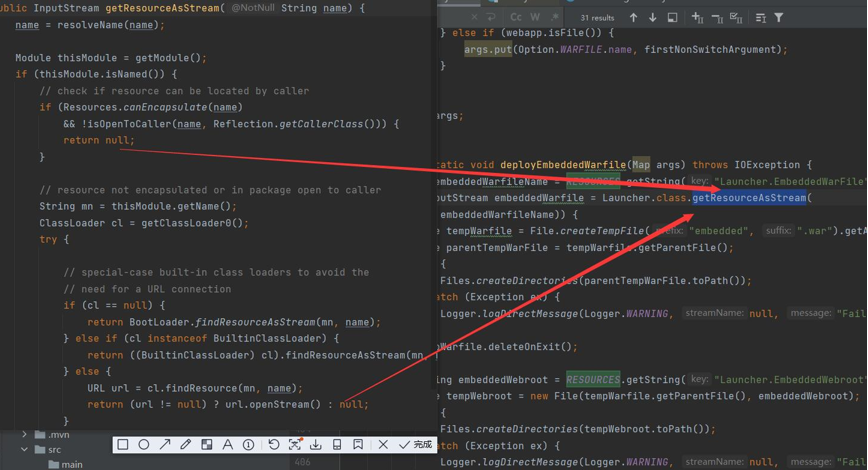 ublic InputStream getResourceAsStream( @NotNull String name) {
name = resolveName(name);
Module thisModule = getModule();
if (thisModule.isNamed()) {
// check if resource can be located by caller
if (Resources.canEncapsulate(name)
&& !isOpenToCaller(name, Reflection.getCallerClass())) {
return null;
}
// resource not encapsulated or in package open to caller
String mn = thisModule.getName();
ClassLoader cl = getClassLoader0();
try {
// special-case built-in class loaders to avoid the
// need for a URL connection
if (cl == null) {
return BootLoader.findResourceAsStream(mn, name);
} else if (cl instanceof BuiltinClassLoader) {
return ((BuiltinClassLoader) cl).findResourceAsStream(mn,
} else {
URL url = cl.findResource(mn, name);
return (url != null) ? url.openStream() : null;
}
.mvn
src
main
完成
Cc
W
.*
31 results
} else if (webapp.isFile()) {
args.put(Option.WARFILE.name, firstNonSwitchArgument);
}
args;
tatic void deployEmbeddedWarfile(Map args) throws IOException {
embeddedWarfileName = RESOURCES.getString( key: "Launcher.EmbeddedWarFile"
putStream embeddedWarfile = Launcher.class.getResourceAsStream(
embeddedWarfileName)) {
e tempWarfile = File.createTempFile( prefix: "embedded", suffix: ".war").getA
e parentTempWarFile = tempWarfile.getParentFile();
{
Files.createDirectories(parentTempWarFile.toPath());
atch (Exception ex) {
Logger.logDirectMessage(Logger.WARNING, streamName: null, message: "Fail
Warfile.deleteOnExit();
ing embeddedWebroot = RESOURCES.getString( key: "Launcher.EmbeddedWebroot");
e tempWebroot = new File(tempWarfile.getParentFile(), embeddedWebroot);
{
Files.createDirectories(tempWebroot.toPath());
atch (Exception ex) {
406
Logger.logDirectMessage(Logger.WARNING, streamName: null, message: "Fail